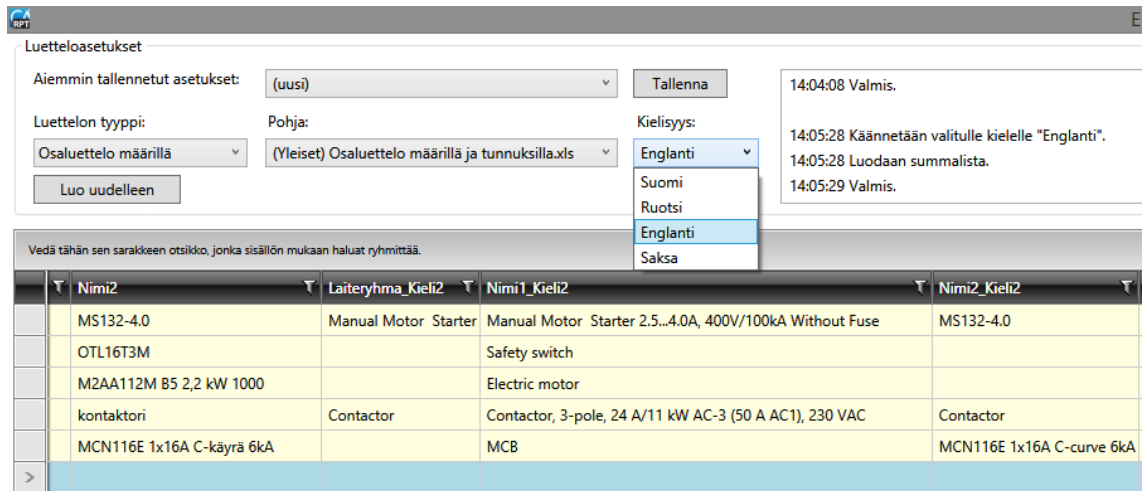 RPT
E
Luetteloasetukset
Aiemmin tallennetut asetukset:
(uusi)
Tallenna
14:04:08 Valmis.
Luettelon tyyppi:
Pohja:
Kielisyys:
14:05:28 Käännetään valitulle kielelle "Englanti".
Osaluettelo määrillä
(Yleiset) Osaluettelo määrillä ja tunnuksilla.xls
Englanti
14:05:28 Luodaan summalista.
Luo uudelleen
Suomi
14:05:29 Valmis.
Ruotsi
Englanti
Saksa
Vedä tähän sen sarakkeen otsikko, jonka sisällön mukaan haluat ryhmittää.
Nimi2 Laiteryhma_Kieli2 Nimi1_Kieli2 Nimi2_Kieli2
MS132-4.0 Manual Motor Starter Manual Motor Starter 2.5...4.0A, 400V/100kA Without Fuse MS132-4.0
OTL16T3M Safety switch
M2AA112M B5 2,2 kW 1000 Electric motor
kontaktori Contactor Contactor, 3-pole, 24 A/11 kW AC-3 (50 A AC1), 230 VAC Contactor
MCN116E 1x16A C-käyrä 6kA MCB MCN116E 1x16A C-curve 6kA